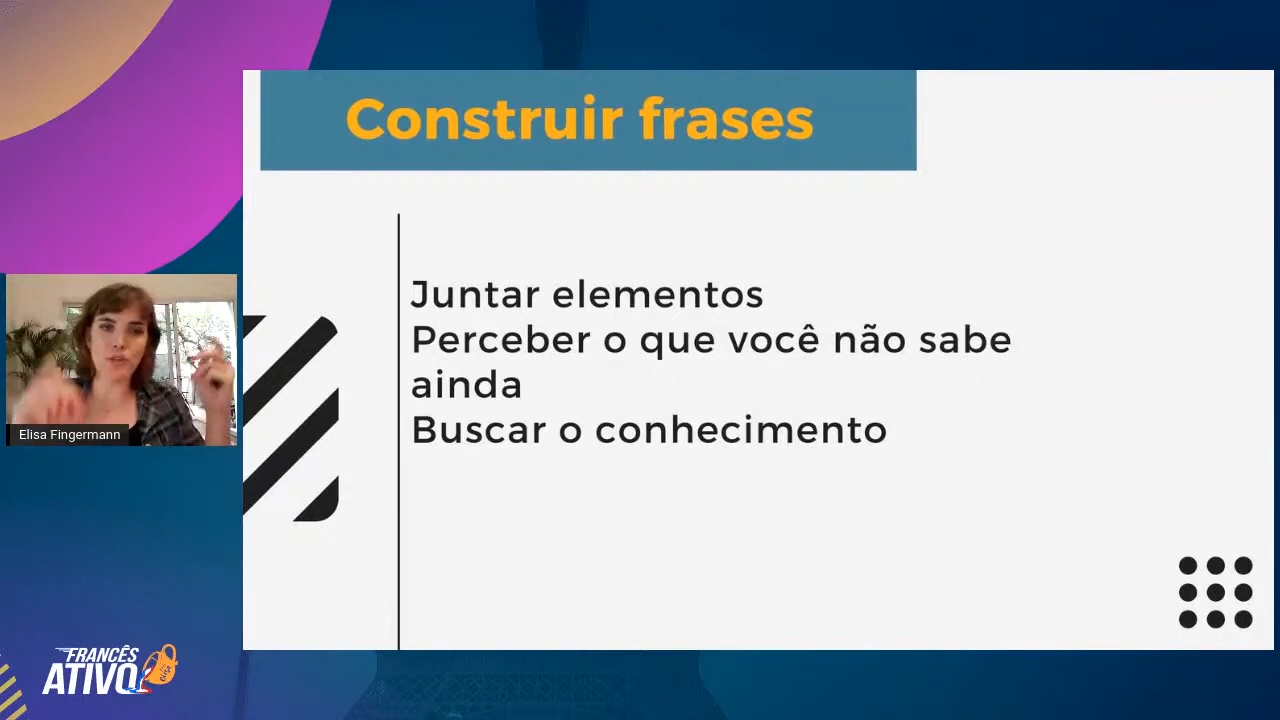 Construir frases
Juntar elementos
Perceber o que você não sabe
ainda
Buscar o conhecimento
Elisa Fingermann
FRANCÊS
ATIVO